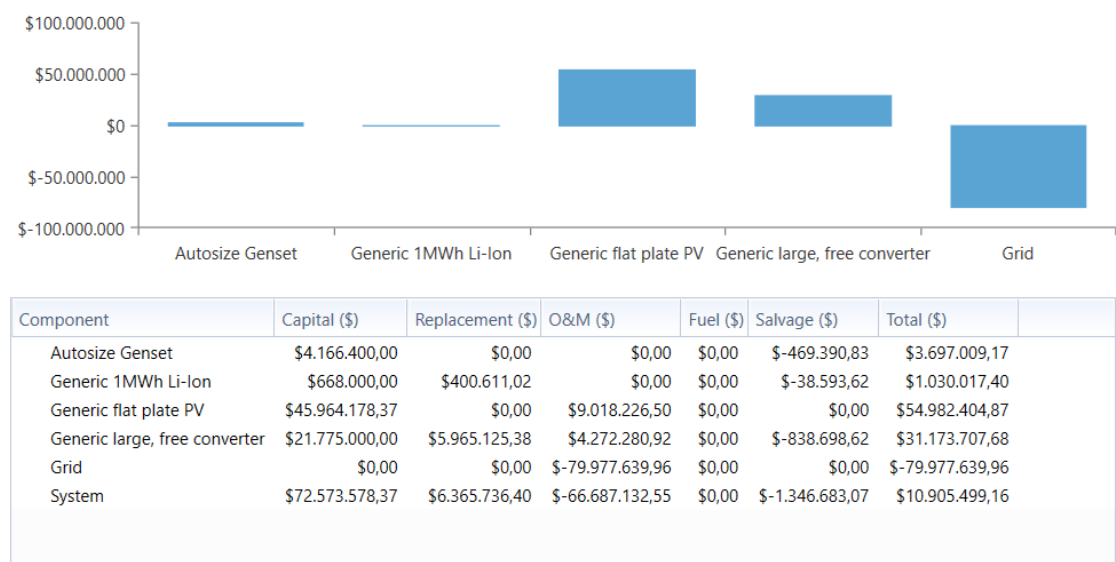 $100.000.000
$50.000.000
$0
$-50.000.000
$-100.000.000
Autosize Genset Generic 1MWh Li-Ion Generic flat plate PV Generic large, free converter Grid
Component Capital ($) Replacement ($) O&M ($) Fuel ($) Salvage ($) Total ($)
Autosize Genset $4.166.400,00 $0,00 $0,00 $0,00 $-469.390,83 $3.697.009,17
Generic 1MWh Li-Ion $668.000,00 $400.611,02 $0,00 $0,00 $-38.593,62 $1.030.017,40
Generic flat plate PV $45.964.178,37 $0,00 $9.018.226,50 $0,00 $0,00 $54.982.404,87
Generic large, free converter $21.775.000,00 $5.965.125,38 $4.272.280,92 $0,00 $-838.698,62 $31.173.707,68
Grid $0,00 $0,00 $-79.977.639,96 $0,00 $0,00 $-79.977.639,96
System $72.573.578,37 $6.365.736,40 $-66.687.132,55 $0,00 $-1.346.683,07 $10.905.499,16